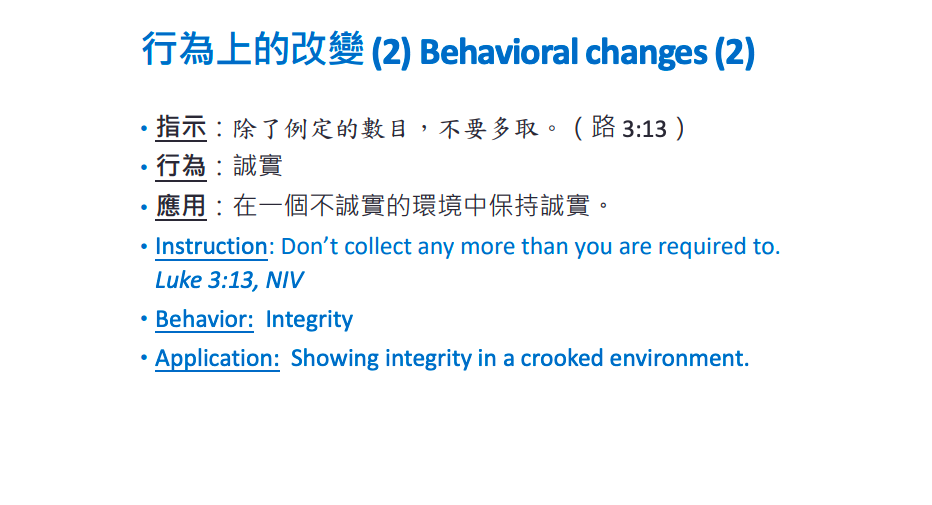 行為上的改變 (2) Behavioral changes (2)
• 指示：除了例定的數目，不要多取。（路 3:13）
• 行為：誠實
• 應用：在一個不誠實的環境中保持誠實。
• Instruction: Don’t collect any more than you are required to.
Luke 3:13, NIV
• Behavior: Integrity
• Application: Showing integrity in a crooked environment.